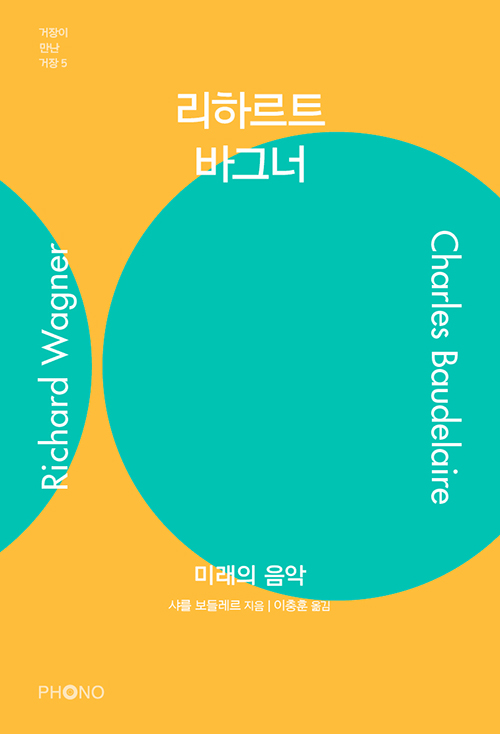 거장이
만난
거장 5
리하르트
바그너
Richard Wagner
Charles Baudelaire
미래의 음악
샤를 보들레르 지음 | 이충훈 옮김
PHONO